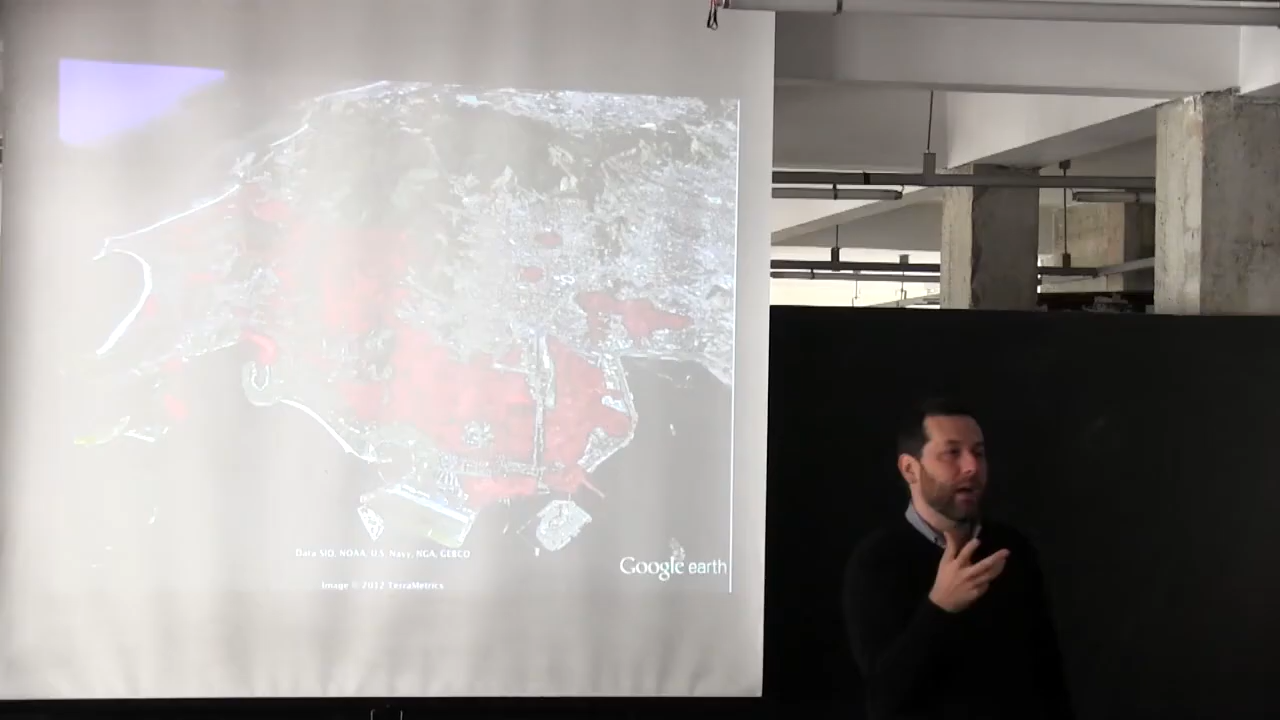 Data SIO, NOAA, U.S. Navy, NGA, GEBCO
Google earth
Image © 2012 TerraMetrics